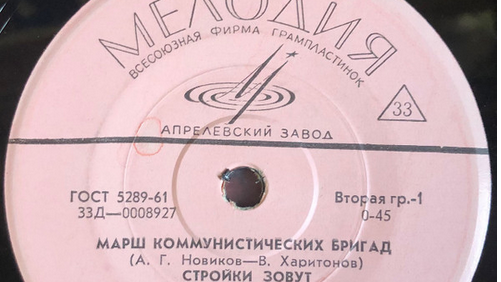 МЕЛОДИЯ
ВСЕСОЮЗНАЯ ФИРМА ГРАМПЛАСТИНОК
33
АПРЕЛЕВСКИЙ ЗАВОД
ГОСТ 5289-61
Вторая гр.-1
33Д—0008927
0-45
МАРШ КОММУНИСТИЧЕСКИХ БРИГАД
(А. Г. Новиков—В. Харитонов)
СТРОЙКИ ЗОВУТ